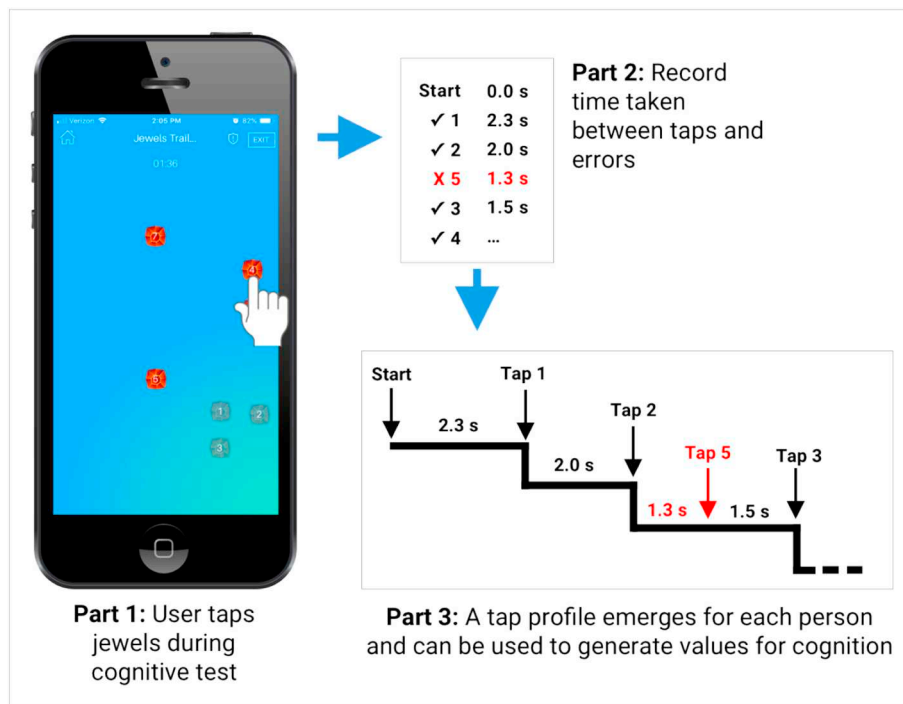 Verizon 2:05 PM 82%
Jewels Trail...
EXIT
01:36
7
4
5
1
2
3
Part 1: User taps
jewels during
cognitive test
Start 0.0 s
✓ 1 2.3 s
✓ 2 2.0 s
X 5 1.3 s
✓ 3 1.5 s
✓ 4 ...
Part 2: Record
time taken
between taps and
errors
Start
Tap 1
2.3 s
Tap 2
2.0 s
Tap 5
Tap 3
1.3 s
1.5 s
Part 3: A tap profile emerges for each person
and can be used to generate values for cognition